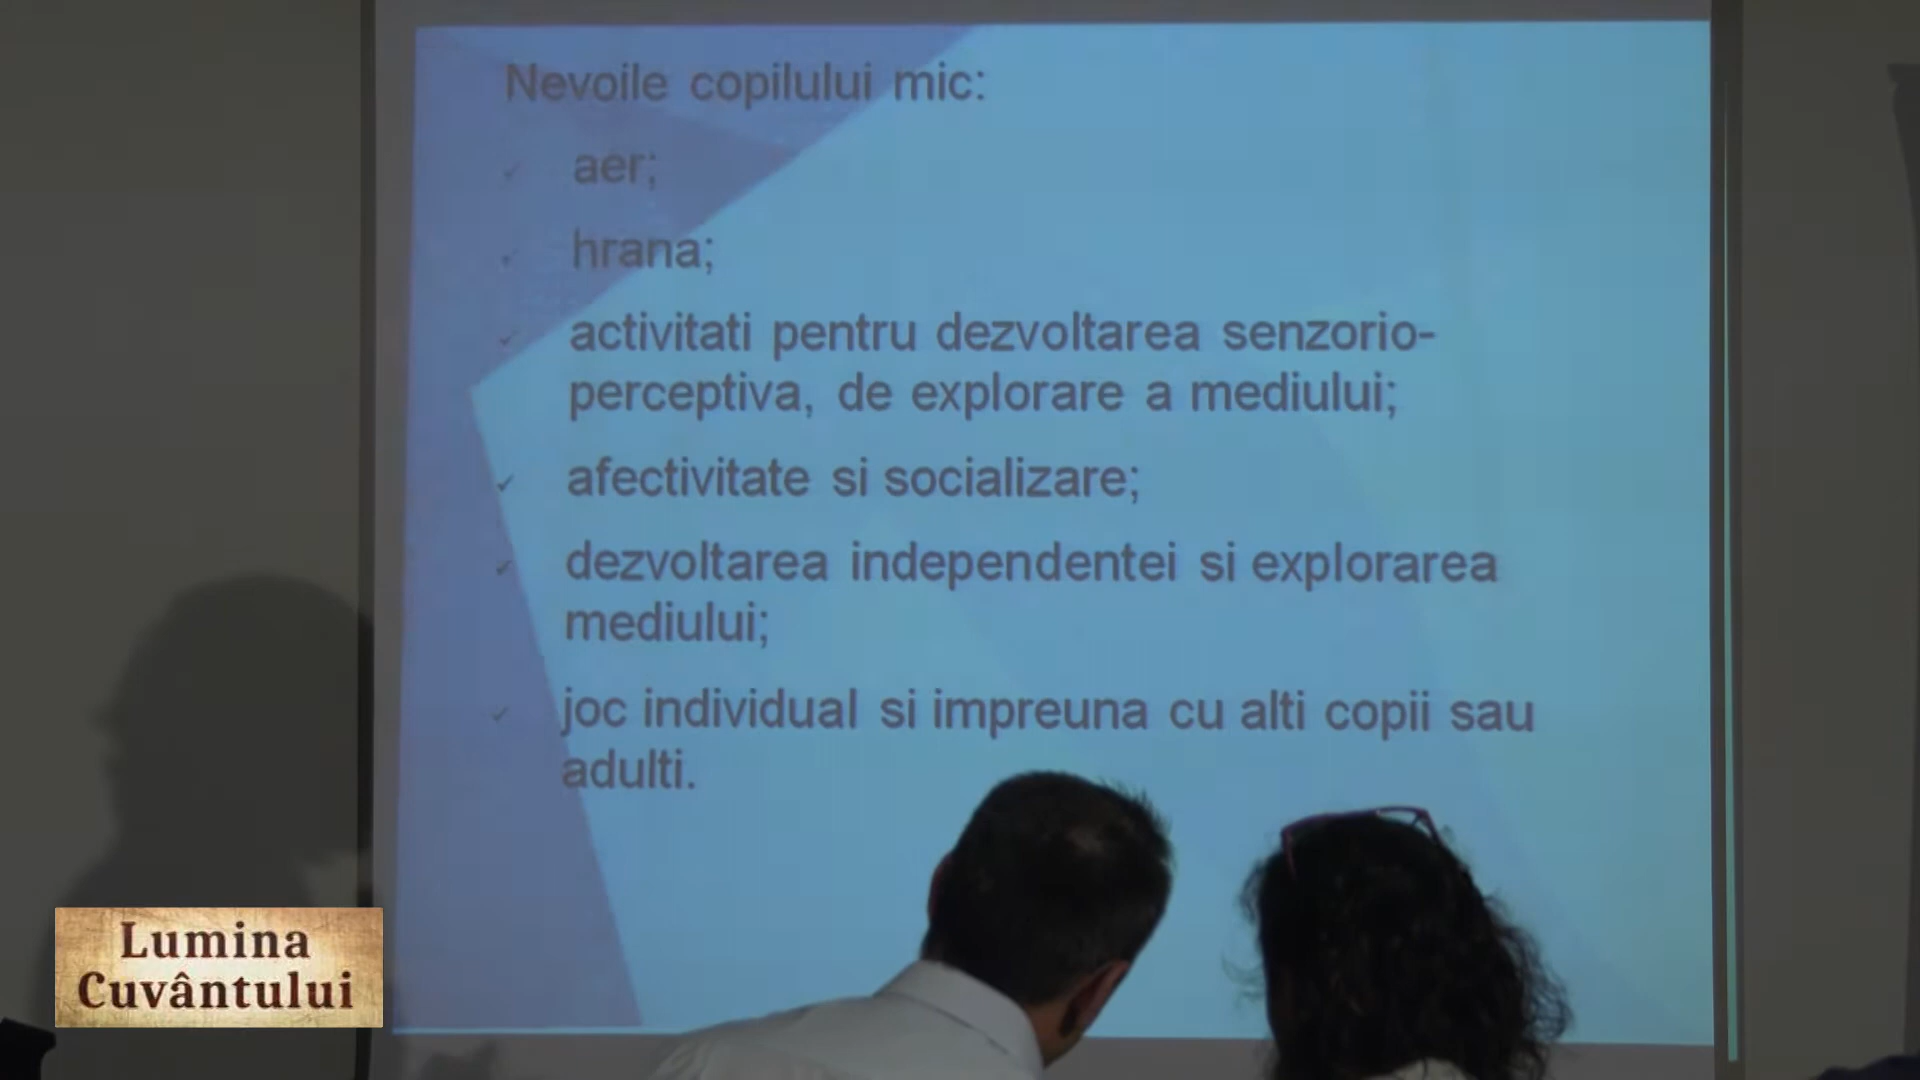 Nevoile copilului mic:
aer;
hrana;
activitati pentru dezvoltarea senzorio-
perceptiva, de explorare a mediului;
afectivitate si socializare;
dezvoltarea independentei si explorarea
mediului;
joc individual si impreuna cu alti copii sau
adulti.
Lumina
Cuvântului